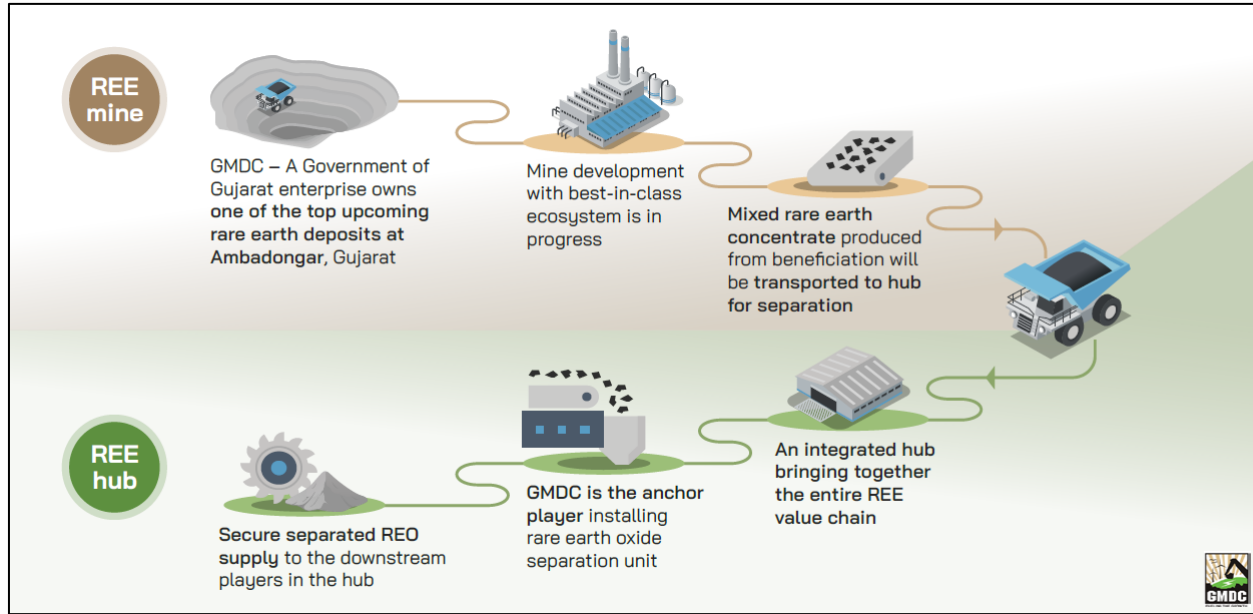 REE
mine
GMDC – A Government of
Gujarat enterprise owns
one of the top upcoming
rare earth deposits at
Ambadongar, Gujarat
Mine development
with best-in-class
ecosystem is in
progress
Mixed rare earth
concentrate produced
from beneficiation will
be transported to hub
for separation
REE
hub
Secure separated REO
supply to the downstream
players in the hub
GMDC is the anchor
player installing
rare earth oxide
separation unit
An integrated hub
bringing together
the entire REE
value chain
GMDC